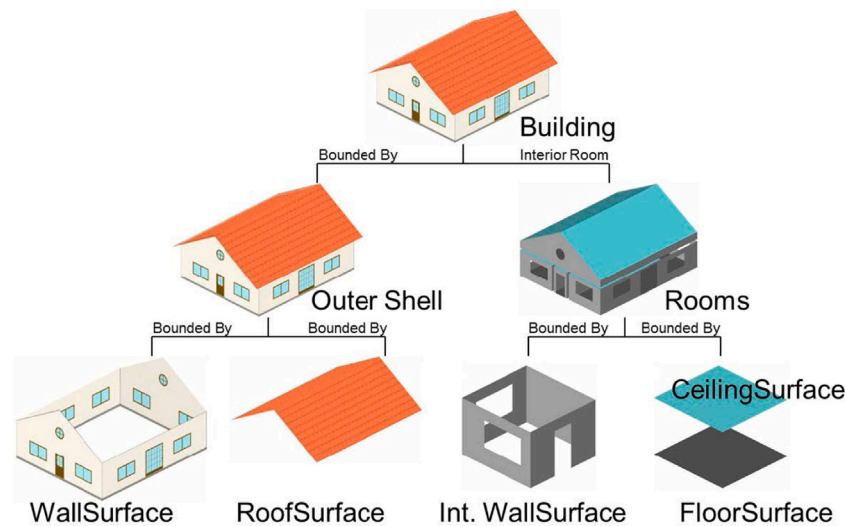 Building
Bounded By
Interior Room
Outer Shell
Rooms
Bounded By
Bounded By
Bounded By
Bounded By
CeilingSurface
WallSurface
RoofSurface
Int. WallSurface
FloorSurface